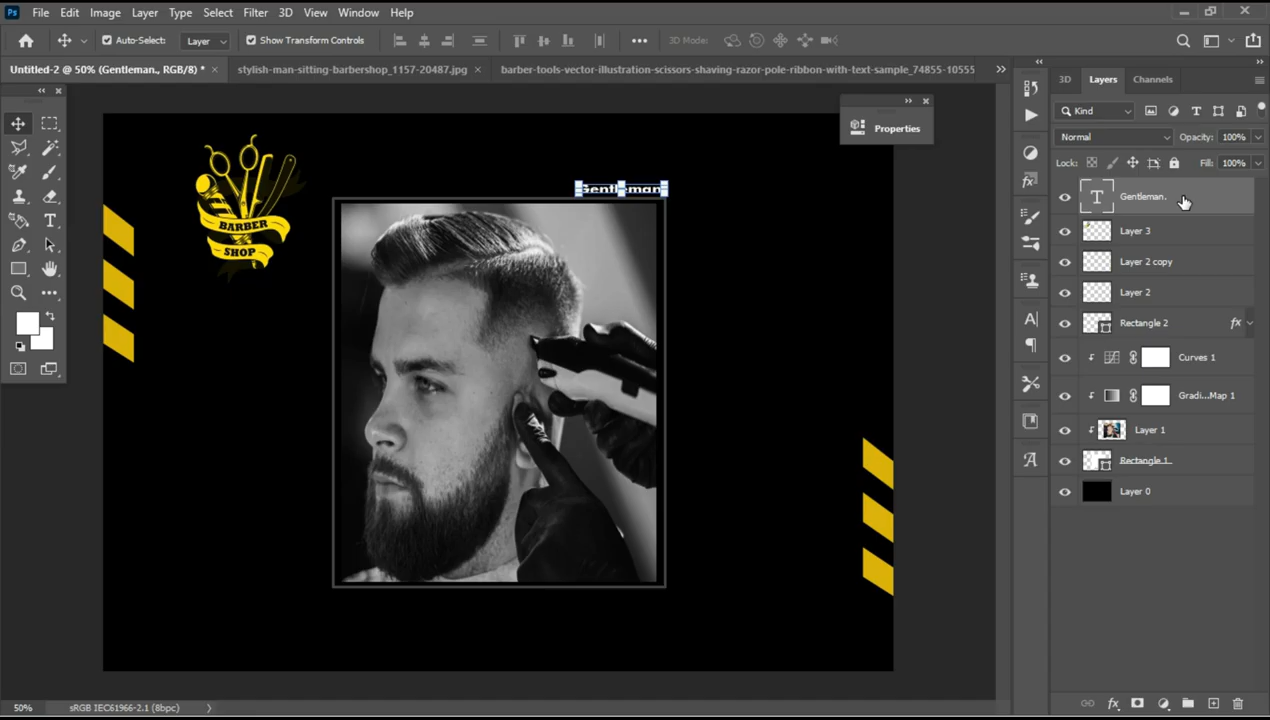 Ps File Edit Image Layer Type Select Filter 3D View Window Help
Auto-Select: Layer Show Transform Controls 3D Mode:
Untitled-2 @ 50% (Gentleman., RGB/8) * stylish-man-sitting-barbershop_1157-20487.jpg barber-tools-vector-illustration-scissors-shaving-razor-pole-ribbon-with-text-sample_74855-10555
3D Layers Channels
Kind
Properties
Normal Opacity: 100%
Lock: Fill: 100%
Gentleman.
BARBER
SHOP
Gentleman.
Layer 3
Layer 2 copy
Layer 2
Rectangle 2 fx
Curves 1
Gradi...Map 1
Layer 1
Rectangle 1
Layer 0
50% sRGB IEC61966-2.1 (8bpc)